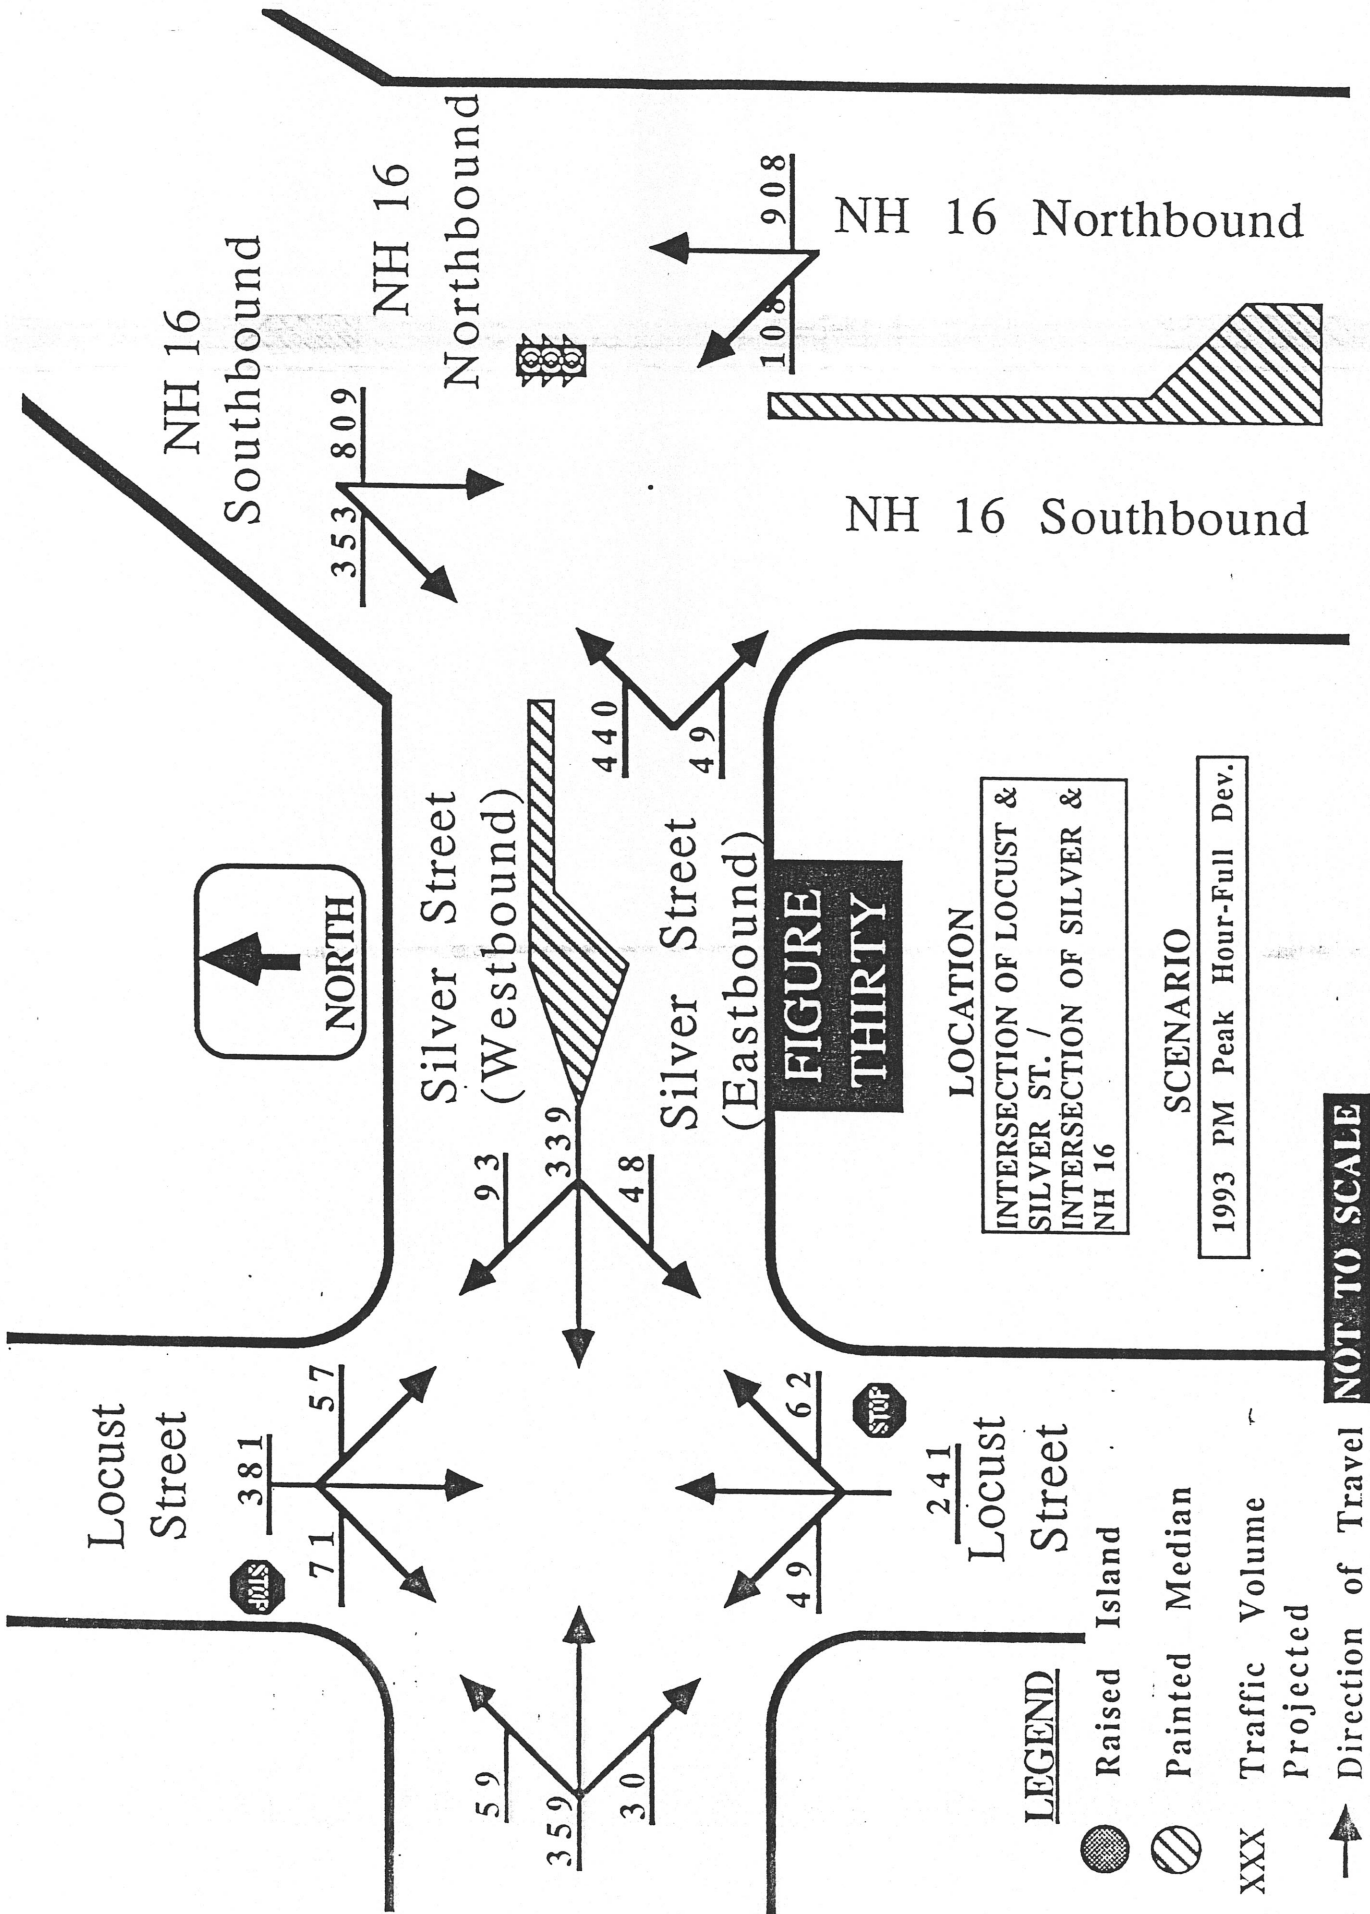 NH 16
Southbound
NH 16
Northbound
353
809
NORTH
Locust
Street
381
71
57
STOP
Silver Street
(Westbound)
93
339
48
59
359
30
440
49
Silver Street
(Eastbound)
108
908
NH 16 Northbound
NH 16 Southbound
49
62
STOP
241
Locust
Street
FIGURE
THIRTY
LOCATION
INTERSECTION OF LOCUST &
SILVER ST. /
INTERSECTION OF SILVER &
NH 16
SCENARIO
1993 PM Peak Hour-Full Dev.
LEGEND
Raised Island
Painted Median
XXX Traffic Volume
Projected
Direction of Travel
NOT TO SCALE